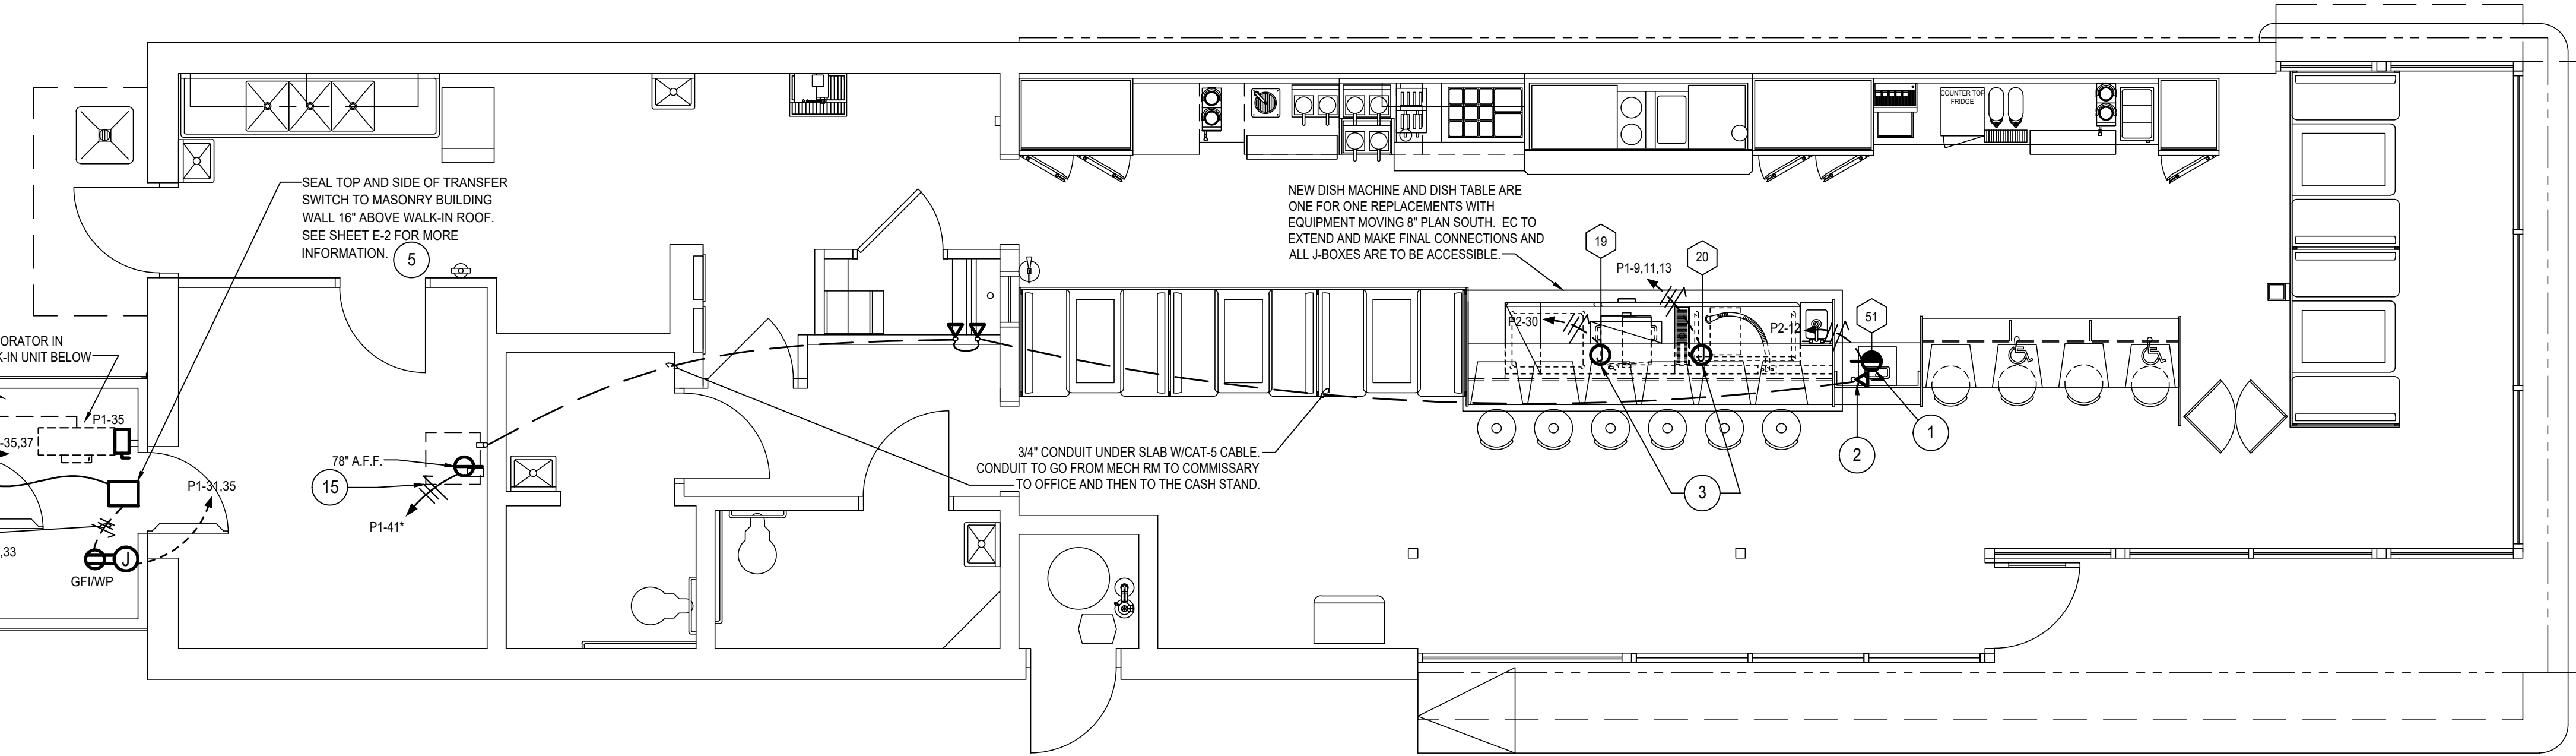 COUNTER TOP
FRIDGE
SEAL TOP AND SIDE OF TRANSFER
SWITCH TO MASONRY BUILDING
WALL 16" ABOVE WALK-IN ROOF.
SEE SHEET E-2 FOR MORE
INFORMATION.
5
NEW DISH MACHINE AND DISH TABLE ARE
ONE FOR ONE REPLACEMENTS WITH
EQUIPMENT MOVING 8" PLAN SOUTH. EC TO
EXTEND AND MAKE FINAL CONNECTIONS AND
ALL J-BOXES ARE TO BE ACCESSIBLE.
19
20
P1-9,11,13
51
P2-30
P2-12
J
J
ORATOR IN
K-IN UNIT BELOW
P1-35
-35,37
1
2
3
3/4" CONDUIT UNDER SLAB W/CAT-5 CABLE.
CONDUIT TO GO FROM MECH RM TO COMMISSARY
TO OFFICE AND THEN TO THE CASH STAND.
78" A.F.F.
15
P1-41*
P1-31,35
,33
J
GFI/WP